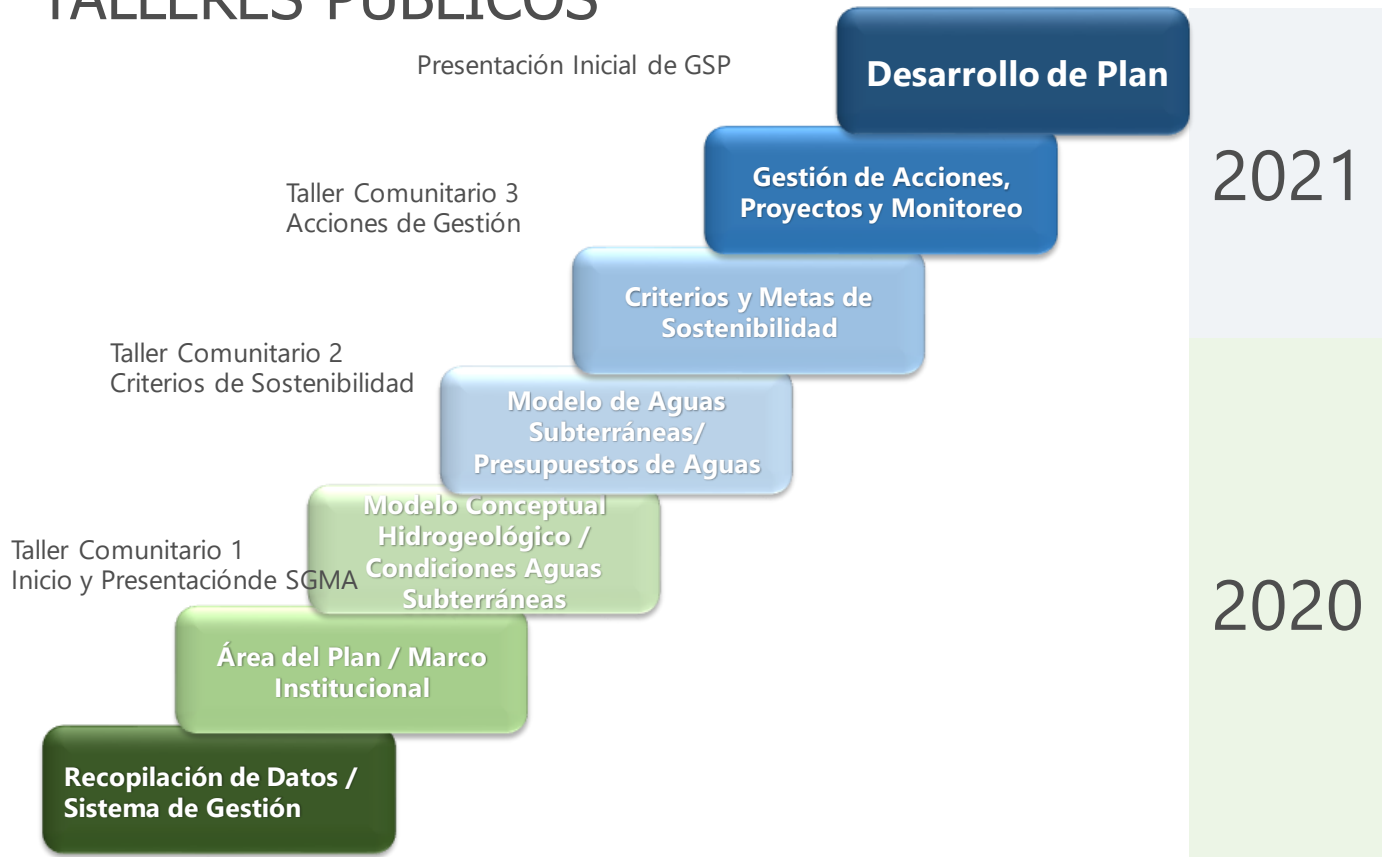 TALLERES PÚBLICOS
Presentación Inicial de GSP
Desarrollo de Plan
2021
Gestión de Acciones,
Proyectos y Monitoreo
Taller Comunitario 3
Acciones de Gestión
Criterios y Metas de
Sostenibilidad
Taller Comunitario 2
Criterios de Sostenibilidad
Modelo de Aguas
Subterráneas/
Presupuestos de Aguas
Modelo Conceptual
Hidrogeológico /
Condiciones Aguas
Subterráneas
Taller Comunitario 1
Inicio y Presentaciónde SGMA
2020
Área del Plan / Marco
Institucional
Recopilación de Datos /
Sistema de Gestión